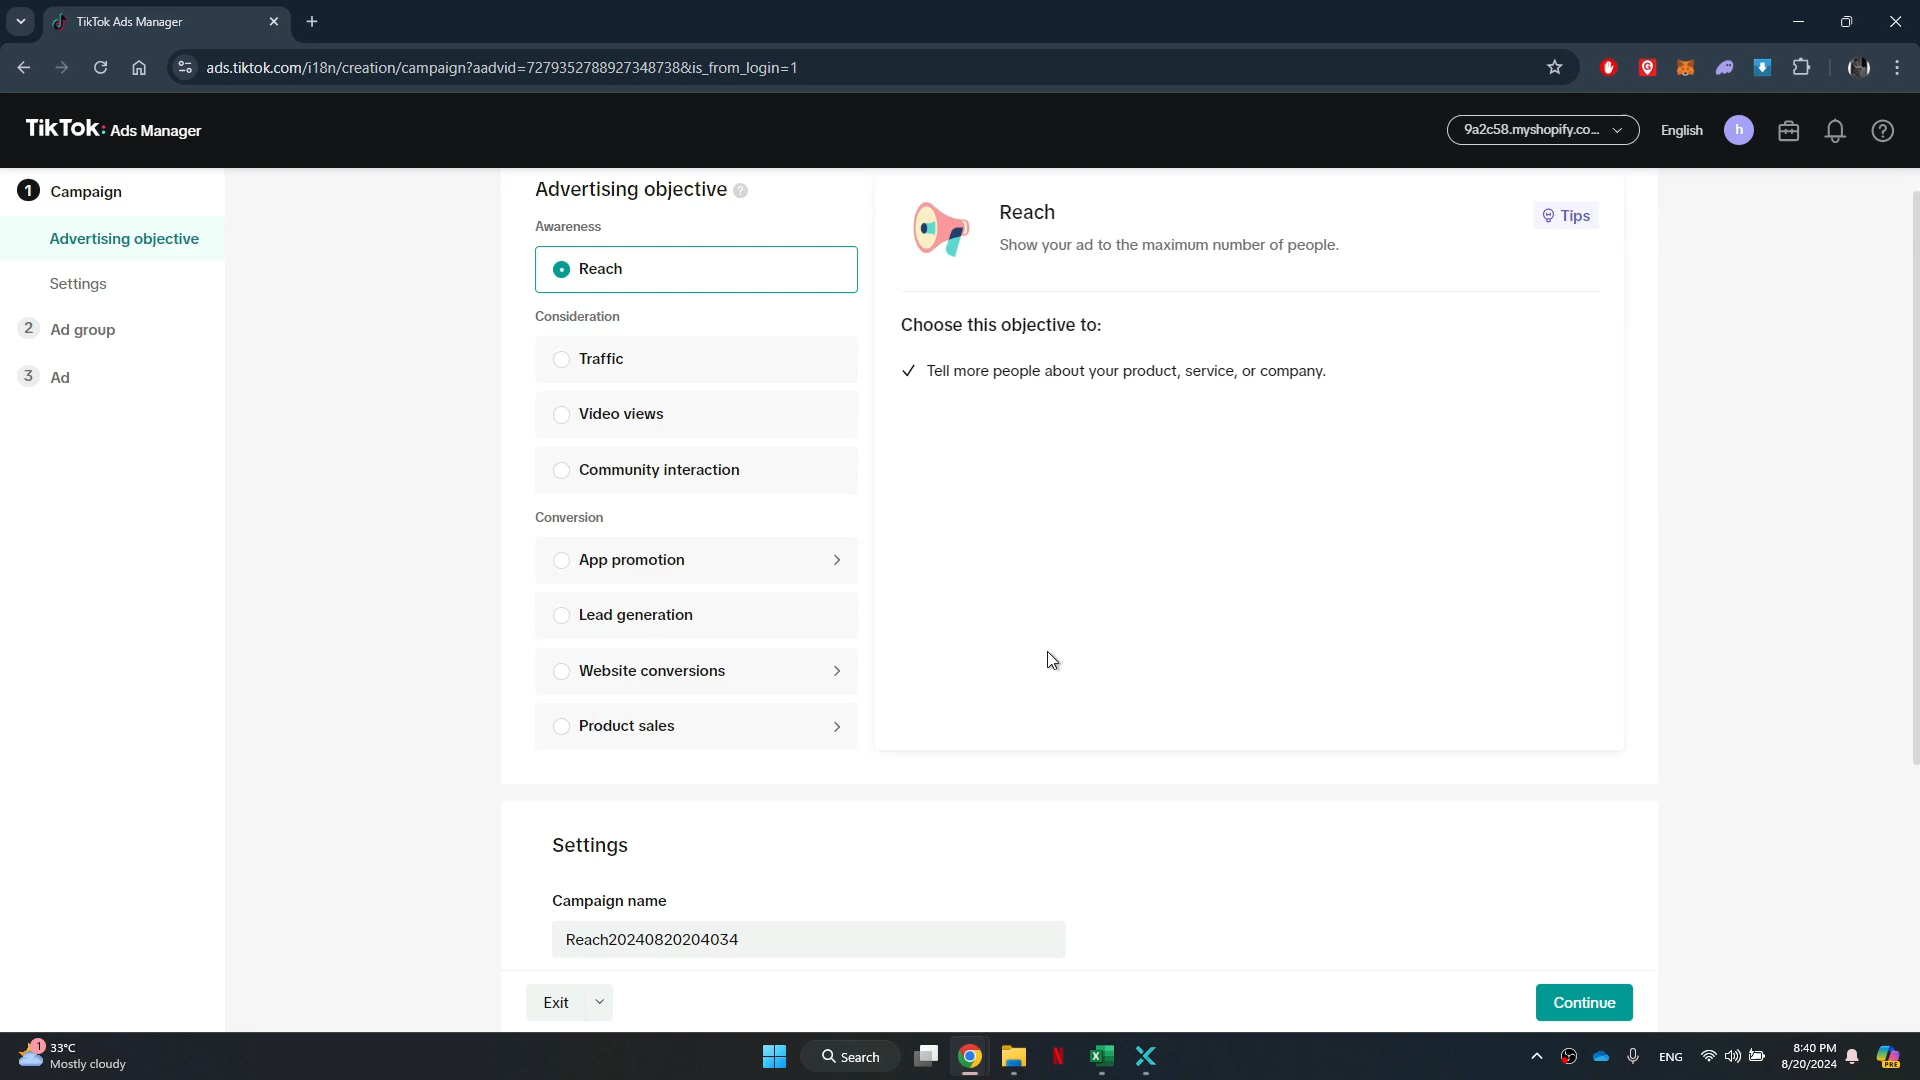 TikTok Ads Manager
ads.tiktok.com/i18n/creation/campaign?aadvid=7279352788927348738&is_from_login=1
TikTok: Ads Manager
9a2c58.myshopify.co...
English
h
1 Campaign
Advertising objective
Settings
2 Ad group
3 Ad
Advertising objective ?
Awareness
Reach
Consideration
Traffic
Video views
Community interaction
Conversion
App promotion
Lead generation
Website conversions
Product sales
Reach
Show your ad to the maximum number of people.
Tips
Choose this objective to:
Tell more people about your product, service, or company.
Settings
Campaign name
Reach20240820204034
Exit
Continue
1
33°C
Mostly cloudy
Search
ENG
8:40 PM
8/20/2024
PRE